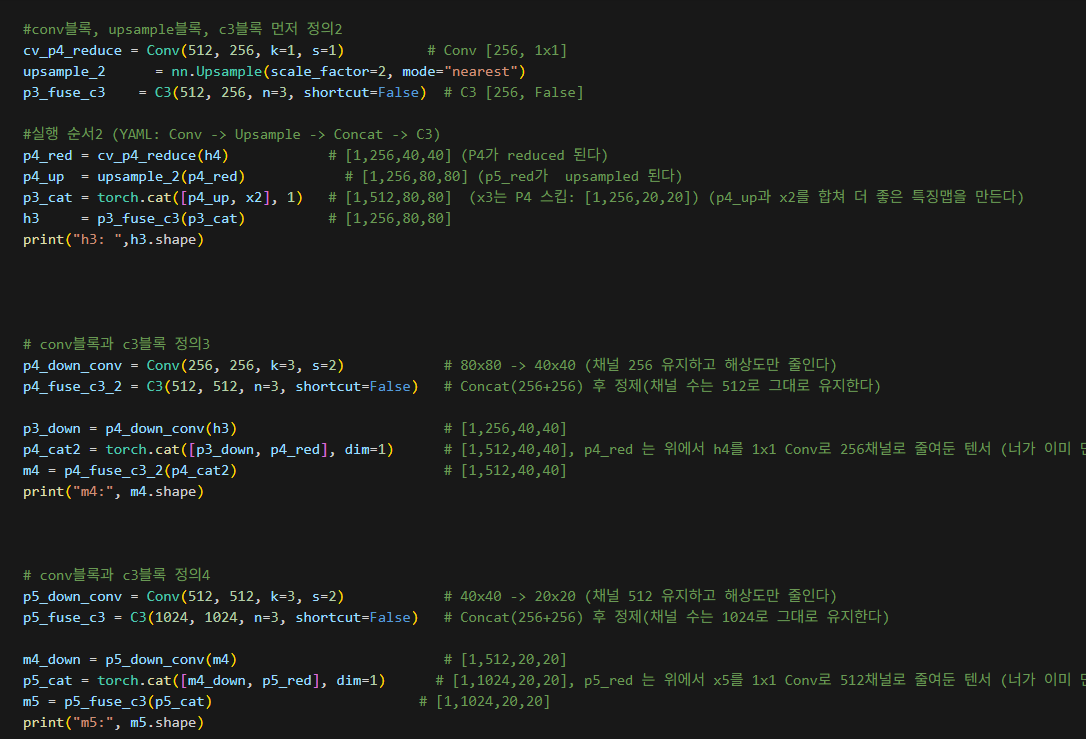 #conv블록, upsample블록, c3블록 먼저 정의2
cv_p4_reduce = Conv(512, 256, k=1, s=1)          # Conv [256, 1x1]
upsample_2      = nn.Upsample(scale_factor=2, mode="nearest")
p3_fuse_c3    = C3(512, 256, n=3, shortcut=False)  # C3 [256, False]
#실행 순서2 (YAML: Conv -> Upsample -> Concat -> C3)
p4_red = cv_p4_reduce(h4)            # [1,256,40,40] (P4가 reduced 된다)
p4_up  = upsample_2(p4_red)            # [1,256,80,80] (p5_red가  upsampled 된다)
p3_cat = torch.cat([p4_up, x2], 1)   # [1,512,80,80]  (x3는 P4 스킵: [1,256,20,20]) (p4_up과 x2를 합쳐 더 좋은 특징맵을 만든다)
h3     = p3_fuse_c3(p3_cat)          # [1,256,80,80]
print("h3: ",h3.shape)
# conv블록과 c3블록 정의3
p4_down_conv = Conv(256, 256, k=3, s=2)            # 80x80 -> 40x40 (채널 256 유지하고 해상도만 줄인다)
p4_fuse_c3_2 = C3(512, 512, n=3, shortcut=False)   # Concat(256+256) 후 정제(채널 수는 512로 그대로 유지한다)
p3_down = p4_down_conv(h3)                         # [1,256,40,40]
p4_cat2 = torch.cat([p3_down, p4_red], dim=1)      # [1,512,40,40], p4_red 는 위에서 h4를 1x1 Conv로 256채널로 줄여둔 텐서 (너가 이미
m4 = p4_fuse_c3_2(p4_cat2)                         # [1,512,40,40]
print("m4:", m4.shape)
# conv블록과 c3블록 정의4
p5_down_conv = Conv(512, 512, k=3, s=2)            # 40x40 -> 20x20 (채널 512 유지하고 해상도만 줄인다)
p5_fuse_c3 = C3(1024, 1024, n=3, shortcut=False)   # Concat(256+256) 후 정제(채널 수는 1024로 그대로 유지한다)
m4_down = p5_down_conv(m4)                         # [1,512,20,20]
p5_cat = torch.cat([m4_down, p5_red], dim=1)      # [1,1024,20,20], p5_red 는 위에서 x5를 1x1 Conv로 512채널로 줄여둔 텐서 (너가 이미
m5 = p5_fuse_c3(p5_cat)                         # [1,1024,20,20]
print("m5:", m5.shape)